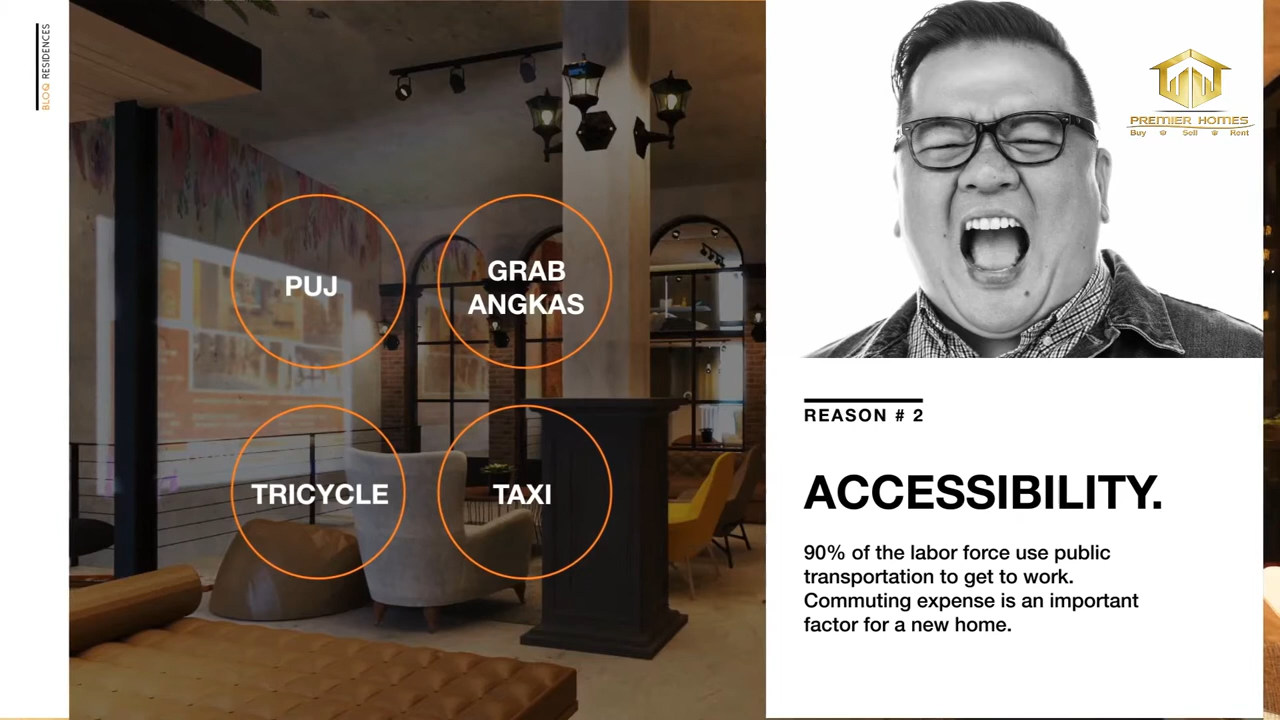 BLOQ RESIDENCES
PUJ
GRAB
ANGKAS
TRICYCLE
TAXI
PREMIER HOMES
Buy Sell Rent
REASON # 2
ACCESSIBILITY.
90% of the labor force use public
transportation to get to work.
Commuting expense is an important
factor for a new home.